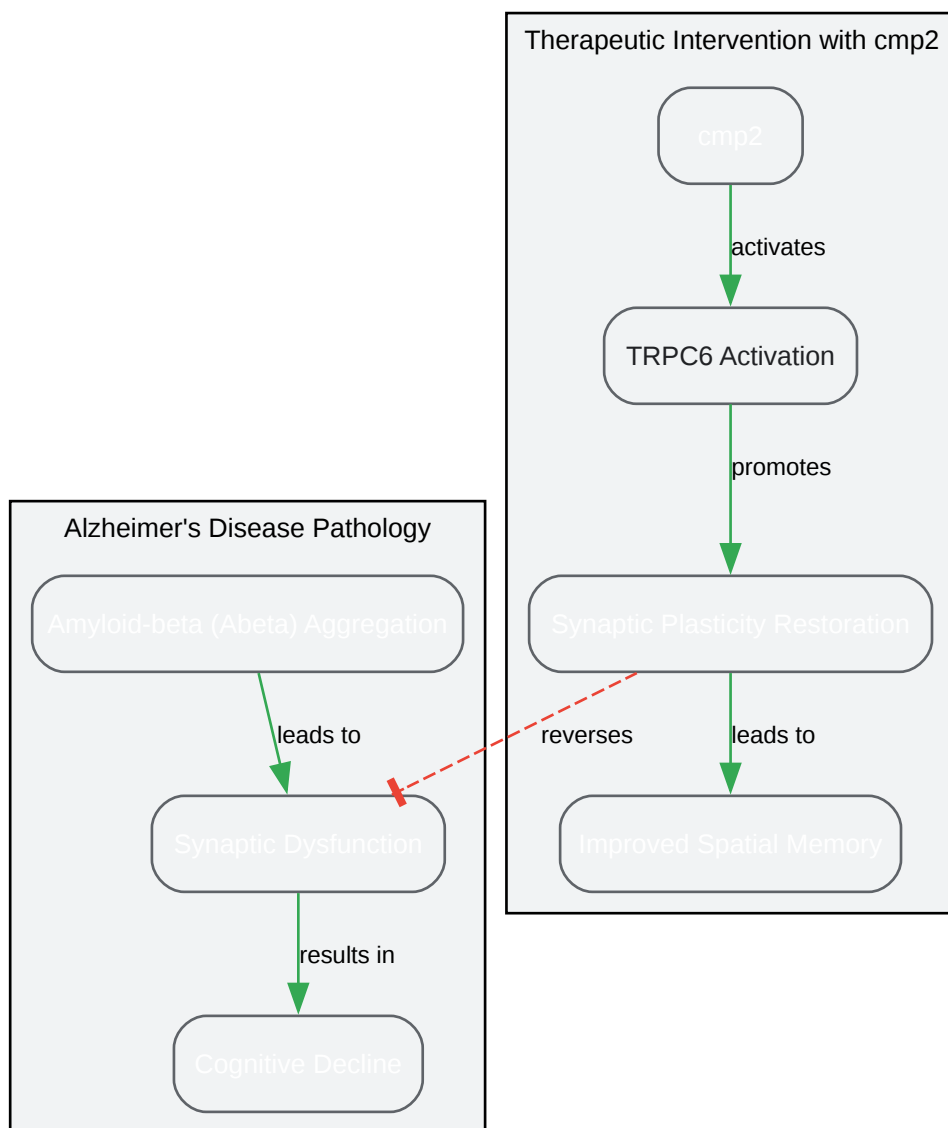 Therapeutic Intervention with cmp2
cmp2
activates
TRPC6 Activation
promotes
Alzheimer's Disease Pathology
Amyloid-beta (Abeta) Aggregation
Synaptic Plasticity Restoration
leads to
reverses
leads to
Synaptic Dysfunction
Improved Spatial Memory
results in
Cognitive Decline